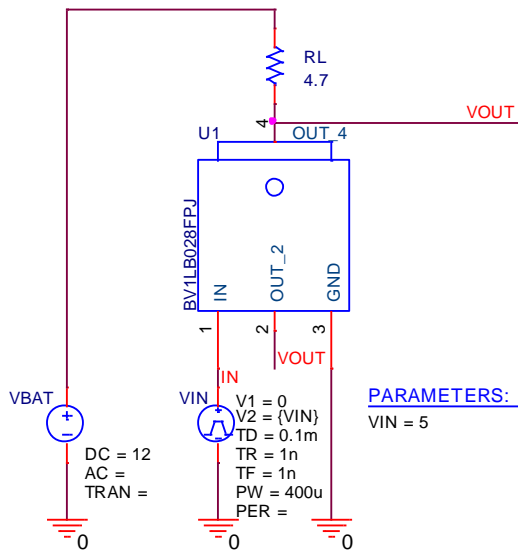 RL
4.7
VOUT
4
U1
OUT_4
BV1LB028FPJ
IN
OUT_2
GND
1
2
3
IN
VOUT
VBAT
DC = 12
AC =
TRAN =
VIN
V1 = 0
V2 = {VIN}
TD = 0.1m
TR = 1n
TF = 1n
PW = 400u
PER =
PARAMETERS:
VIN = 5
0
0
0